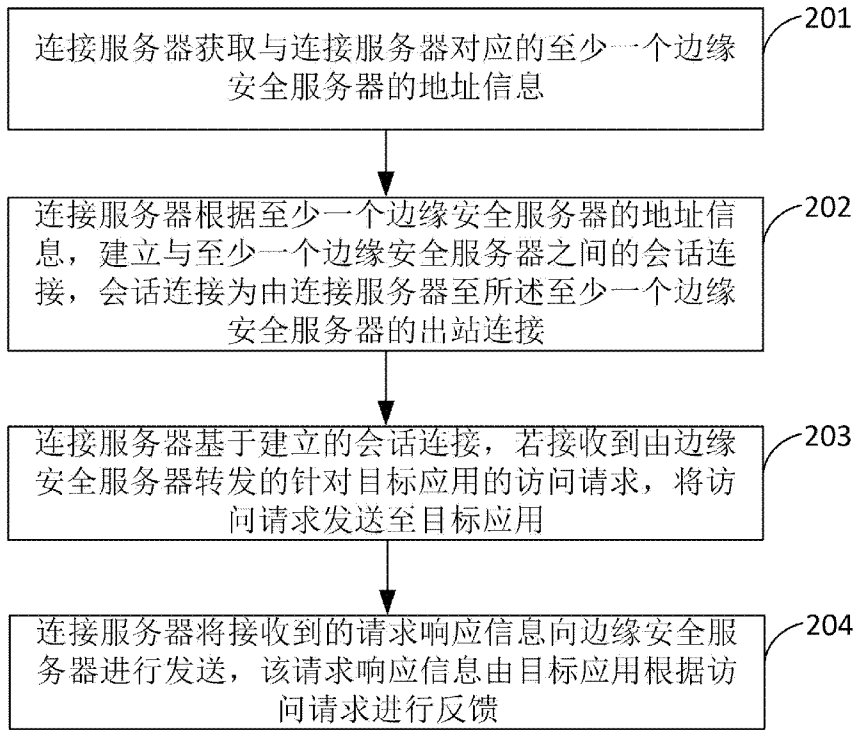 连接服务器获取与连接服务器对应的至少一个边缘
安全服务器的地址信息
201
连接服务器根据至少一个边缘安全服务器的地址信
息，建立与至少一个边缘安全服务器之间的会话连
接，会话连接为由连接服务器至所述至少一个边缘
安全服务器的出站连接
202
连接服务器基于建立的会话连接，若接收到由边缘
安全服务器转发的针对目标应用的访问请求，将访
问请求发送至目标应用
203
连接服务器将接收到的请求响应信息向边缘安全服
务器进行发送，该请求响应信息由目标应用根据访
问请求进行反馈
204